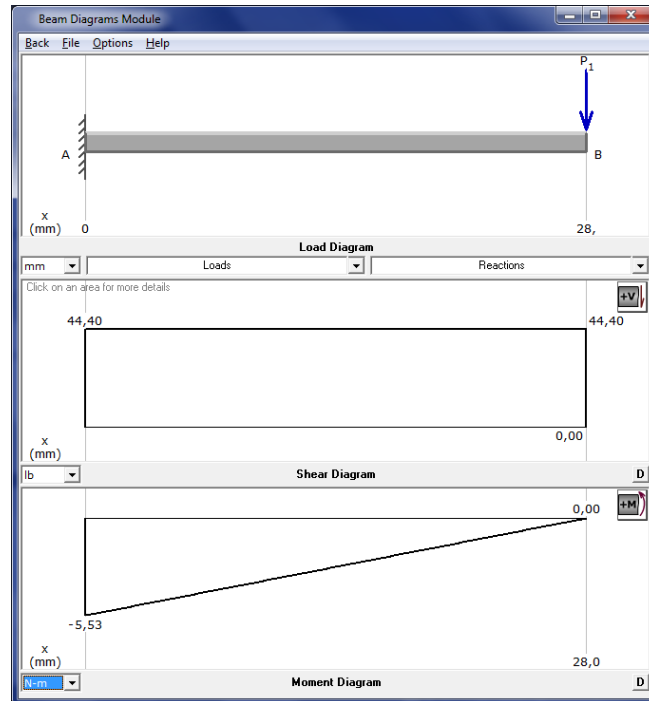 Beam Diagrams Module
Back File Options Help
P1
A
B
x
(mm) 0 28,
Load Diagram
mm Loads Reactions
Click on an area for more details
+V
44,40 44,40
0,00
x
(mm)
lb Shear Diagram D
0,00 +M
-5,53
x
(mm) 28,0
N-m Moment Diagram D